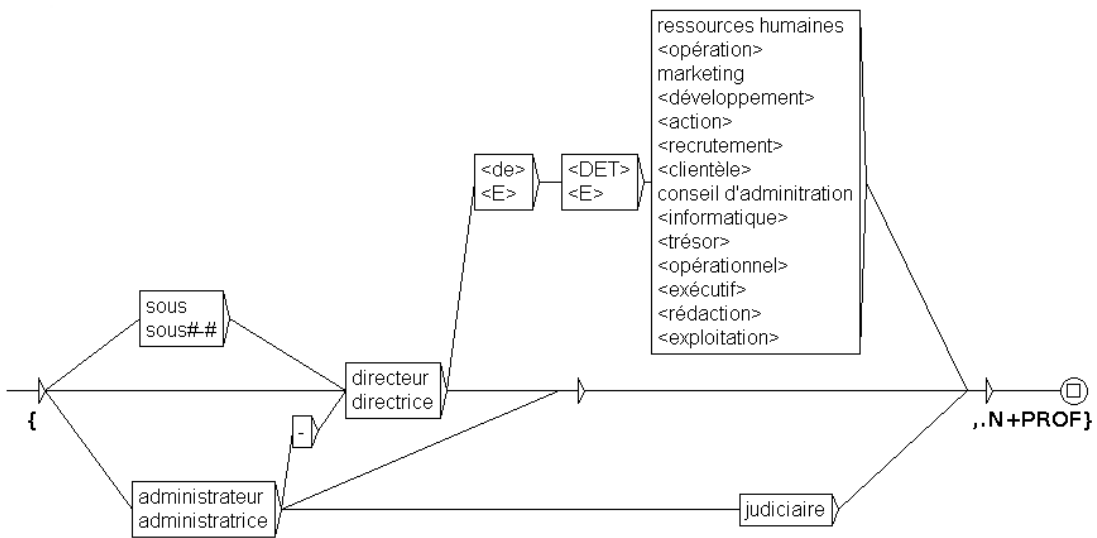 ressources humaines
<opération>
marketing
<développement>
<action>
<recrutement>
<clientèle>
conseil d'adminitration
<informatique>
<trésor>
<opérationnel>
<exécutif>
<rédaction>
<exploitation>
<de>
<E>
<DET>
<E>
sous
sous#-#
directeur
directrice
{
,.N+PROF}
-
administrateur
administratrice
judiciaire